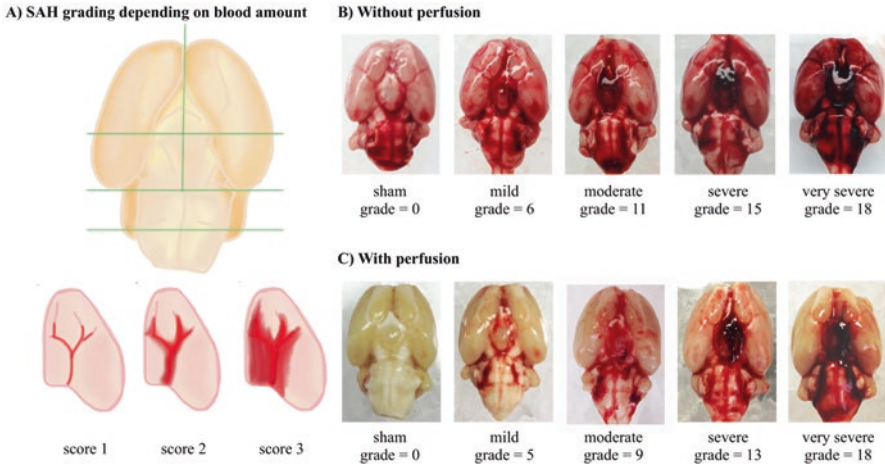 A) SAH grading depending on blood amount
score 1
score 2
score 3
B) Without perfusion
sham
grade = 0
mild
grade = 6
moderate
grade = 11
severe
grade = 15
very severe
grade = 18
C) With perfusion
sham
grade = 0
mild
grade = 5
moderate
grade = 9
severe
grade = 13
very severe
grade = 18